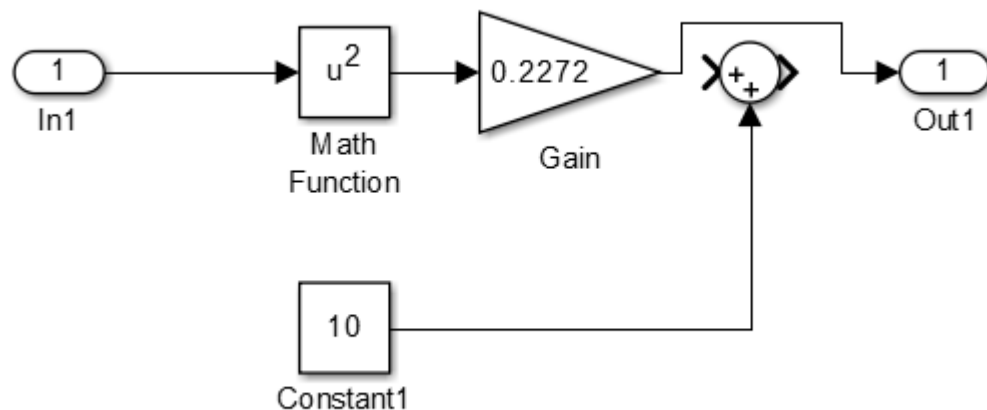 1
In1
u²
Math
Function
0.2272
Gain
+
+
1
Out1
10
Constant1